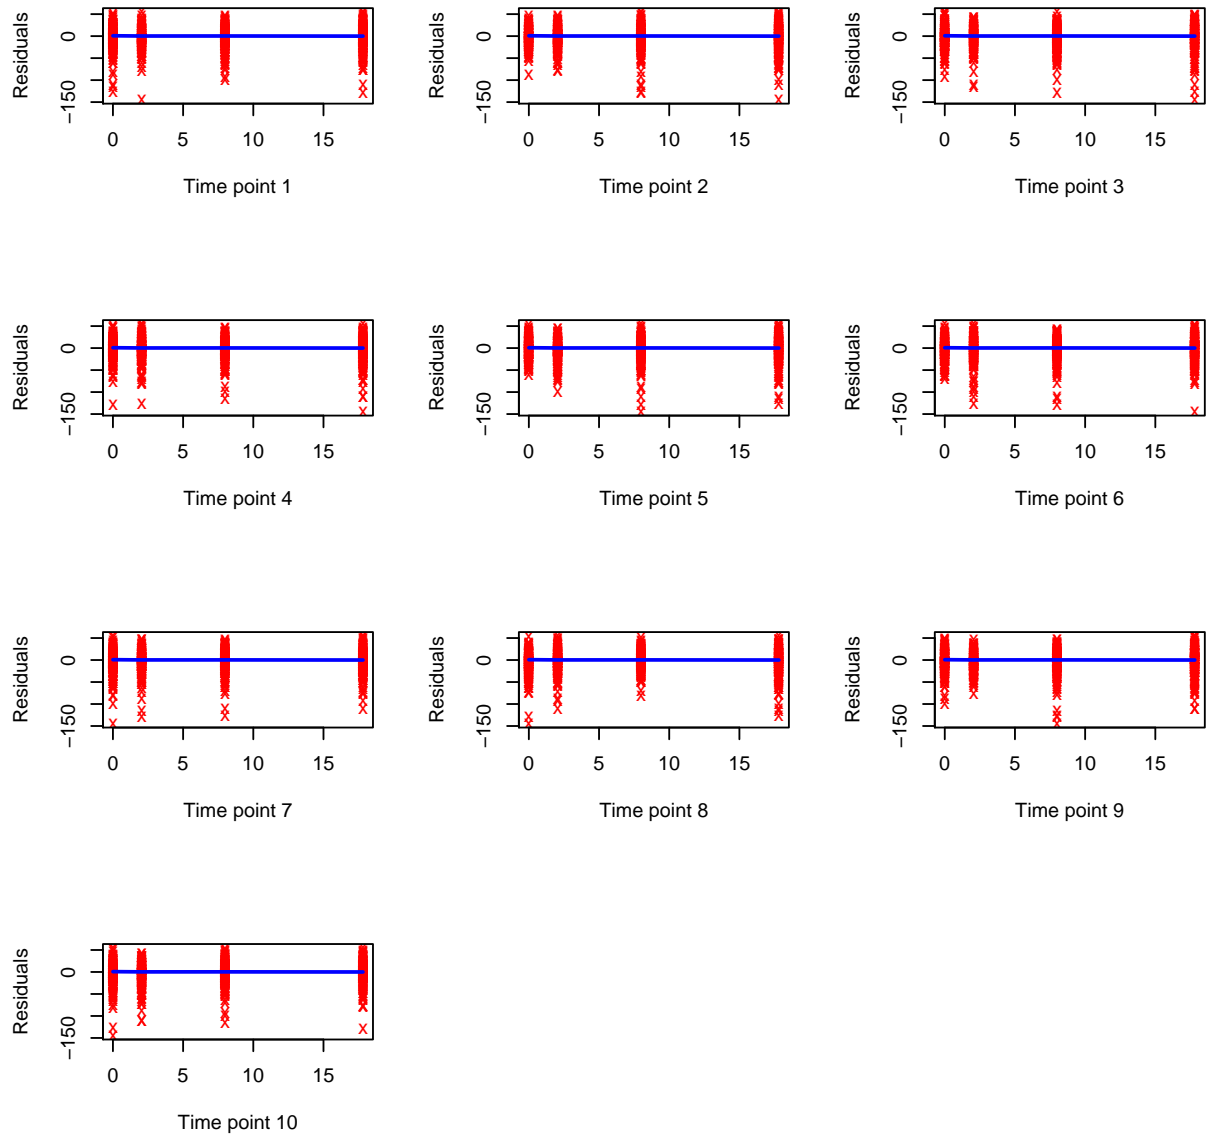 Residuals
0
−150
0 5 10 15
Time point 1
Residuals
0
−150
0 5 10 15
Time point 2
Residuals
0
−150
0 5 10 15
Time point 3
Residuals
0
−150
0 5 10 15
Time point 4
Residuals
0
−150
0 5 10 15
Time point 5
Residuals
0
−150
0 5 10 15
Time point 6
Residuals
0
−150
0 5 10 15
Time point 7
Residuals
0
−150
0 5 10 15
Time point 8
Residuals
0
−150
0 5 10 15
Time point 9
Residuals
0
−150
0 5 10 15
Time point 10